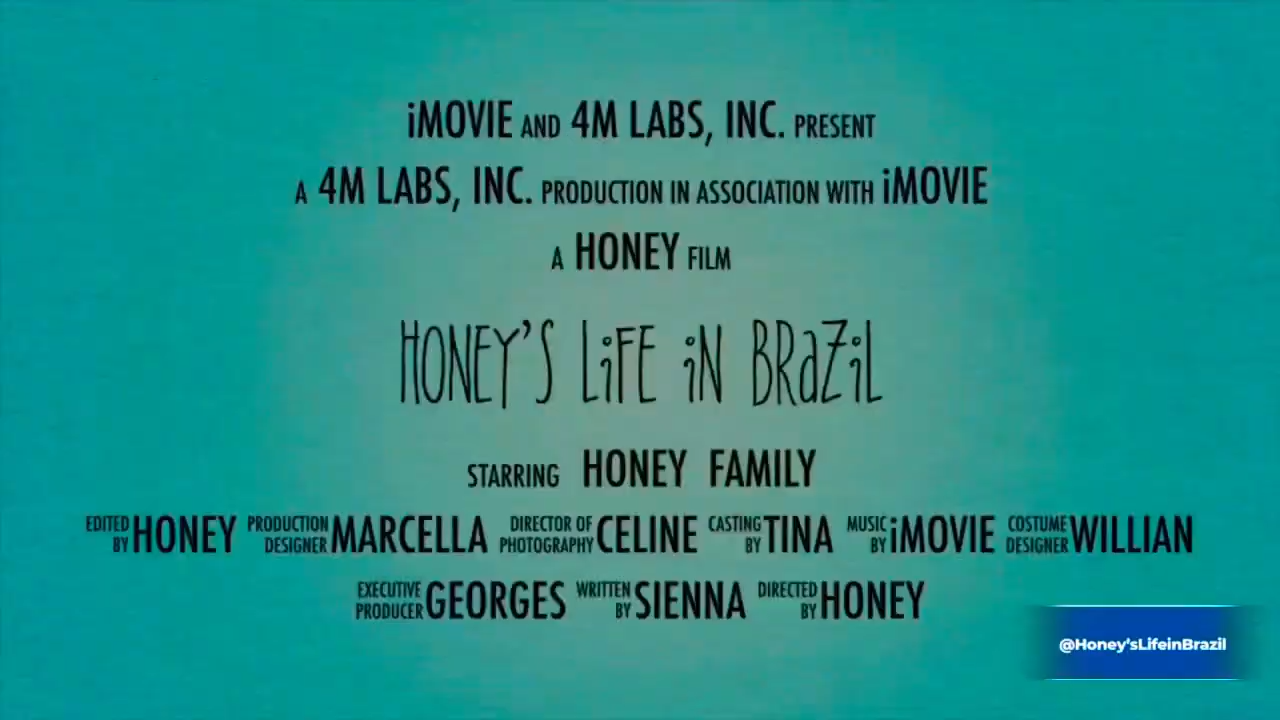 iMOVIE AND 4M LABS, INC. PRESENT
A 4M LABS, INC. PRODUCTION IN ASSOCIATION WITH iMOVIE
A HONEY FILM
HONEY'S LiFE iN BRaZiL
STARRING HONEY FAMILY
EDITED BY HONEY PRODUCTION DESIGNER MARCELLA DIRECTOR OF PHOTOGRAPHY CELINE CASTING BY TINA MUSIC BY iMOVIE COSTUME DESIGNER WILLIAN
EXECUTIVE PRODUCER GEORGES WRITTEN BY SIENNA DIRECTED BY HONEY
@Honey'sLifeinBrazil